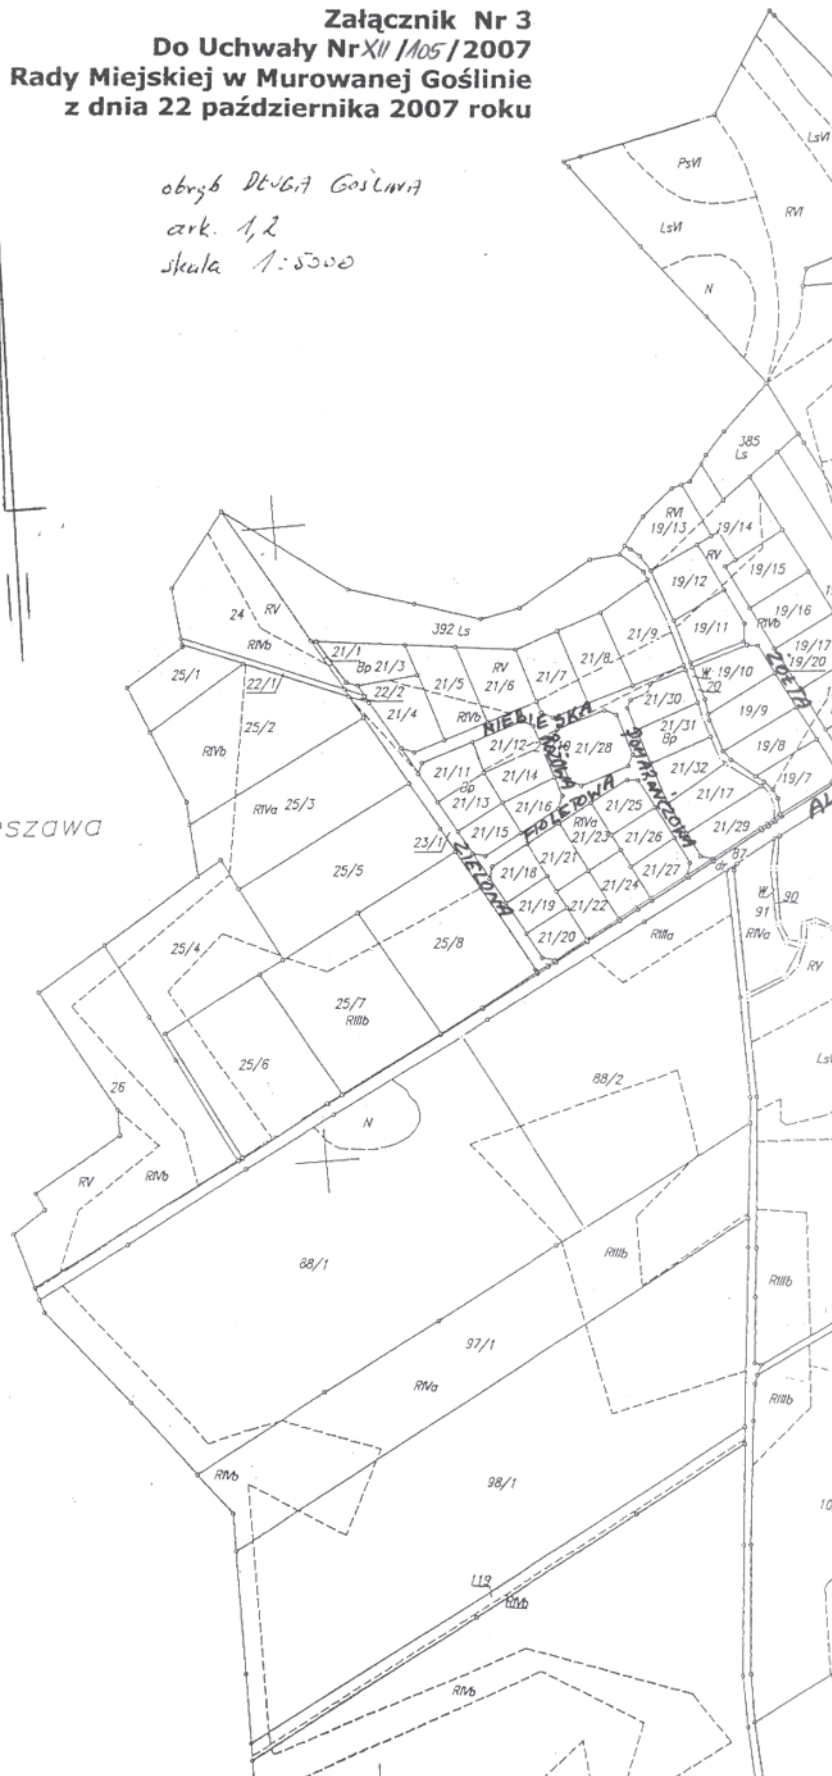 Załącznik Nr 3
Do Uchwały Nr XII/105/2007
Rady Miejskiej w Murowanej Goślinie
z dnia 22 października 2007 roku
obręb DŁUGA GOŚLINA
ark. 1,2
skala 1:5000
LsVI
PsVI
RVI
LsVI
N
385
Ls
RVI
19/13
19/14
RV
19/15
19/12
24
RV
19/16
392 Ls
21/9
19/11
RIVb
RIVb
21/1
21/8
19/17
Bp
21/3
RV
19/20
25/1
22/1
21/5
21/6
21/7
W
20
19/10
22/2
21/30
ŻÓŁTA
25/2
21/4
RIVb
NIEBIESKA
21/31
19/9
Bp
RIVb
21/12
21/28
19/8
21/11
RÓŻOWA
POMARAŃCZOWA
21/32
21/14
19/7
Bp
21/17
RIVa
25/3
21/13
21/16
FIOLETOWA
21/25
AL
szawa
21/15
RIVa
21/29
23/1
21/23
21/26
ZIELONA
21/21
dr
87
25/5
21/18
21/24
21/27
21/19
21/22
W
90
91
RIIIa
RIVa
25/4
25/8
21/20
RV
25/7
RIIIb
25/6
88/2
26
N
RV
RIVb
88/1
RIIIb
RIIIb
97/1
RIVa
RIIIb
RIVb
98/1
10
119
RIVb
RIVb